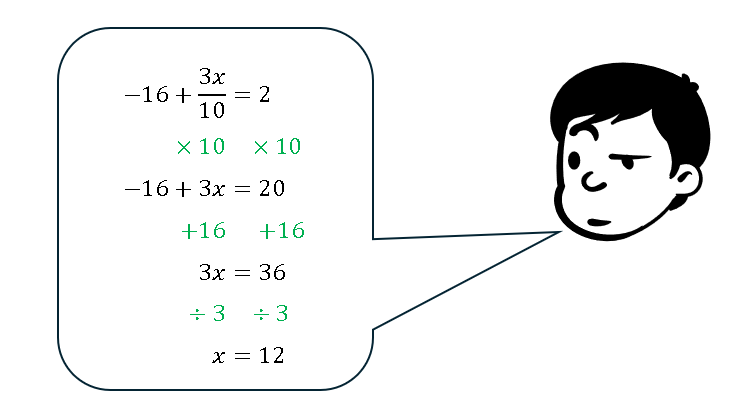 −16 + 3x/10 = 2
× 10 × 10
−16 + 3x = 20
+16 +16
3x = 36
÷ 3 ÷ 3
x = 12